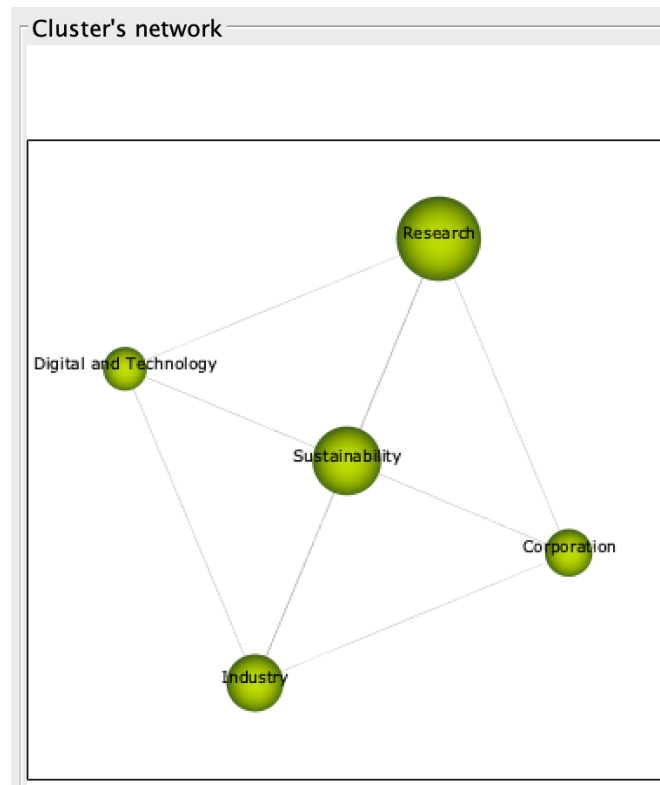 Cluster's network
Research
Digital and Technology
Sustainability
Corporation
Industry